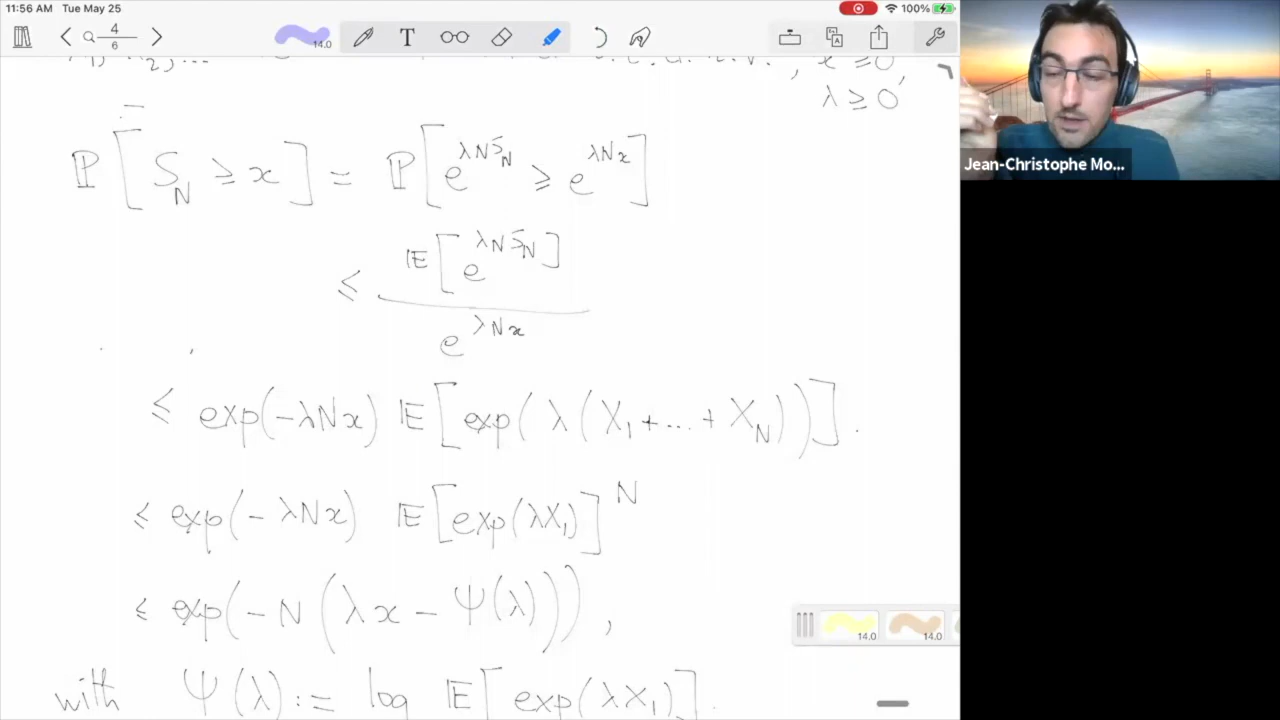 11:56 AM Tue May 25
100%
4
6
14.0
T
x ≥ 0,
λ ≥ 0
ℙ[S_N ≥ x] = ℙ[e^{λNS_N} ≥ e^{λNx}]
≤ 𝔼[e^{λNS_N}] / e^{λNx}
≤ exp(-λNx) 𝔼[exp(λ(X_1 + ... + X_N))].
≤ exp(-λNx) 𝔼[exp(λX_1)]^N
≤ exp(-N(λx - Ψ(λ))),
with Ψ(λ) := log 𝔼[exp(λX_1)].
14.0
14.0
Jean-Christophe Mo...